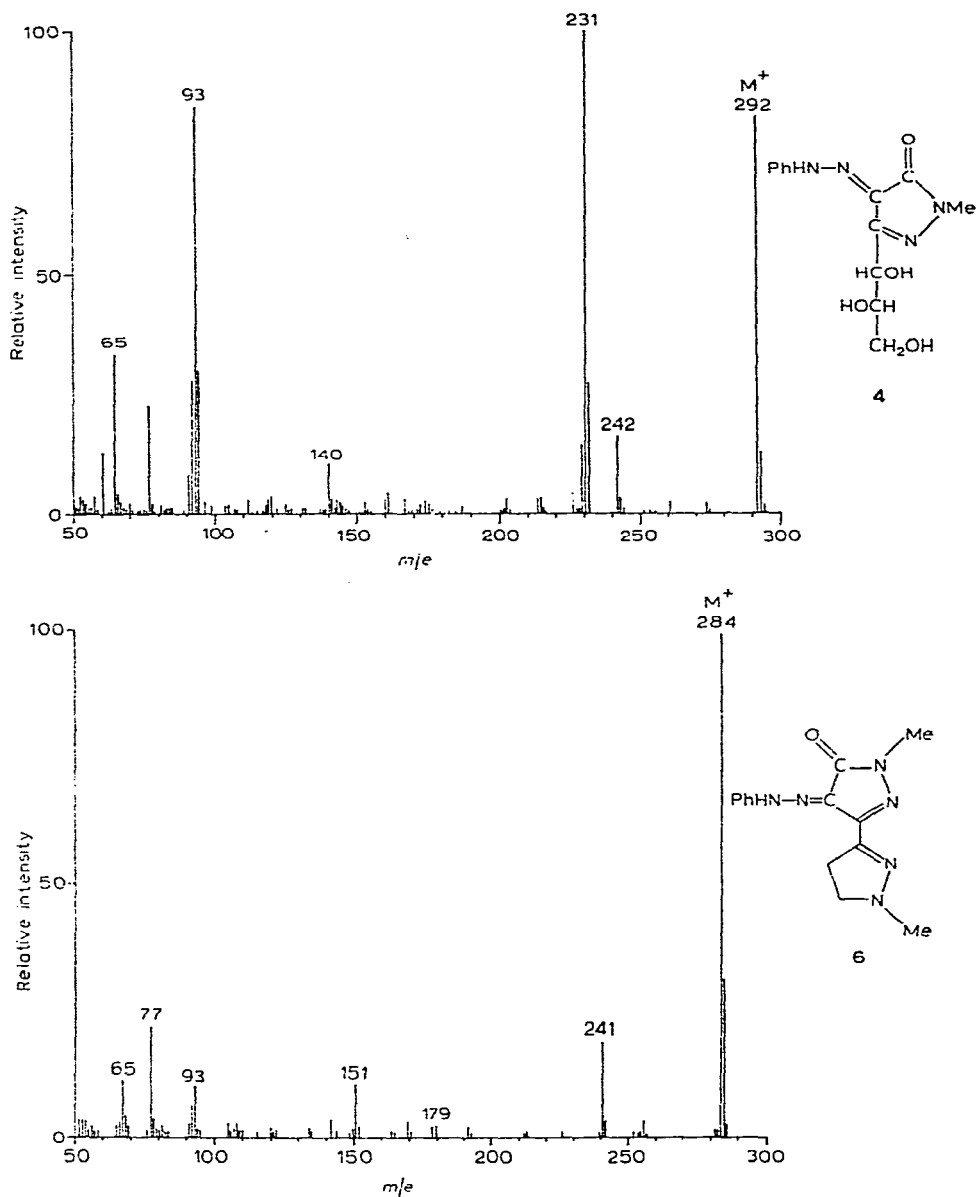 100
50
0
Relative intensity
50
100
150
200
250
300
m/e
65
93
140
231
242
M+
292
O
PhHN—N
C
C
NMe
N
HCOH
HOCH
CH2OH
4
100
50
0
Relative intensity
50
100
150
200
250
300
m/e
65
77
93
151
179
241
M+
284
O
Me
C
N
PhHN—N
C
N
N
N
Me
6